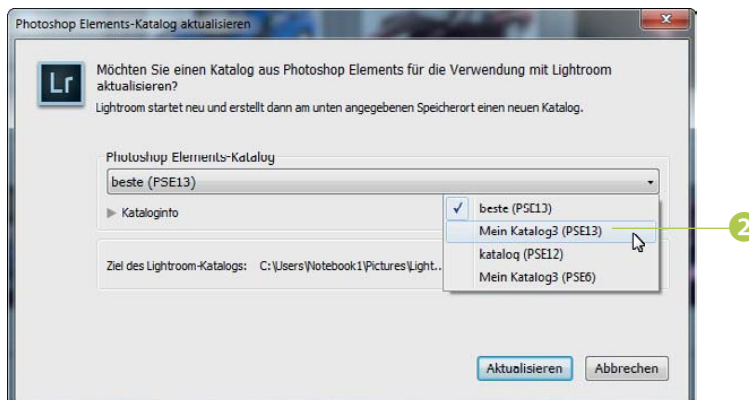 Photoshop Elements-Katalog aktualisieren
Lr
Möchten Sie einen Katalog aus Photoshop Elements für die Verwendung mit Lightroom
aktualisieren?
Lightroom startet neu und erstellt dann am unten angegebenen Speicherort einen neuen Katalog.
Photoshop Elements-Katalog
beste (PSE13)
Kataloginfo
beste (PSE13)
Mein Katalog3 (PSE13)
2
katalog (PSE12)
Mein Katalog3 (PSE6)
Ziel des Lightroom-Katalogs: C:\Users\Notebook1\Pictures\Light...
Aktualisieren
Abbrechen